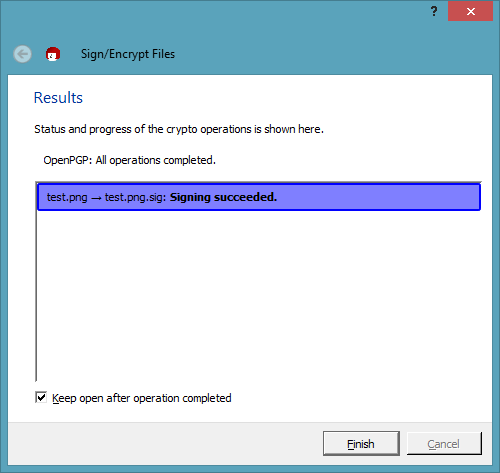 ?
Sign/Encrypt Files
Results
Status and progress of the crypto operations is shown here.
OpenPGP: All operations completed.
test.png → test.png.sig: Signing succeeded.
Keep open after operation completed
Finish
Cancel